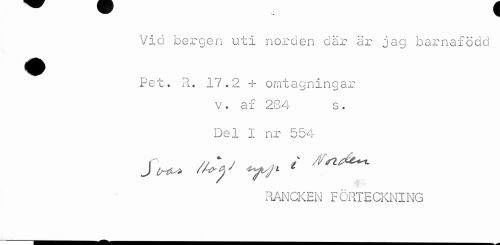 Vid bergen uti norden där är jag barnafödd
Pet. R. 17.2 + omtagningar
v. af 284 s.
Del I nr 554
Svas Högt upp i Norden
RANCKEN FÖRTECKNING